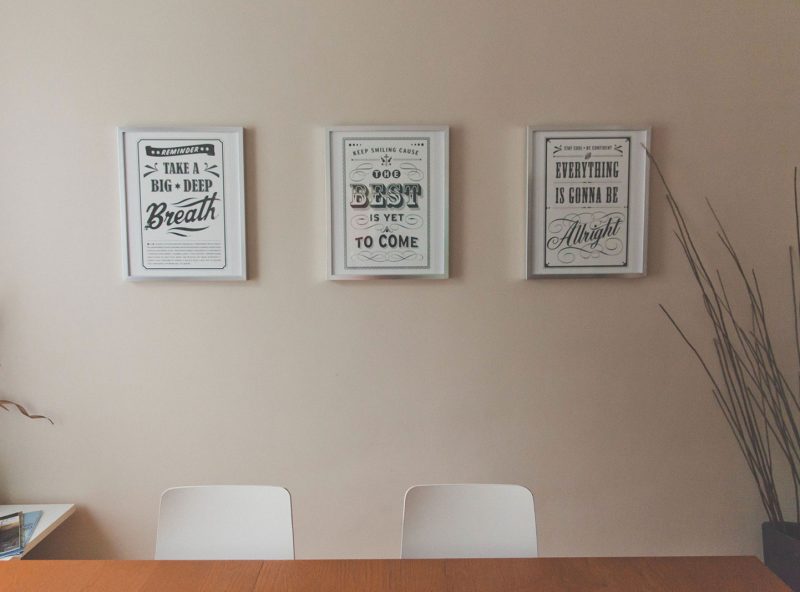 REMINDER
TAKE A
BIG * DEEP
Breath
KEEP SMILING CAUSE
THE
BEST
IS YET
TO COME
STAY COOL • BE CONFIDENT
EVERYTHING
IS GONNA BE
Allright